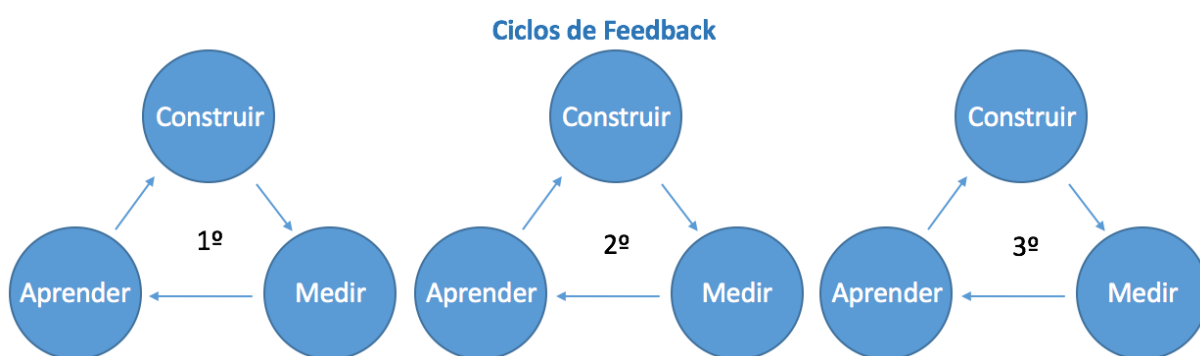 Ciclos de Feedback
Construir
Construir
Construir
1º
2º
3º
Aprender
Medir
Aprender
Medir
Aprender
Medir